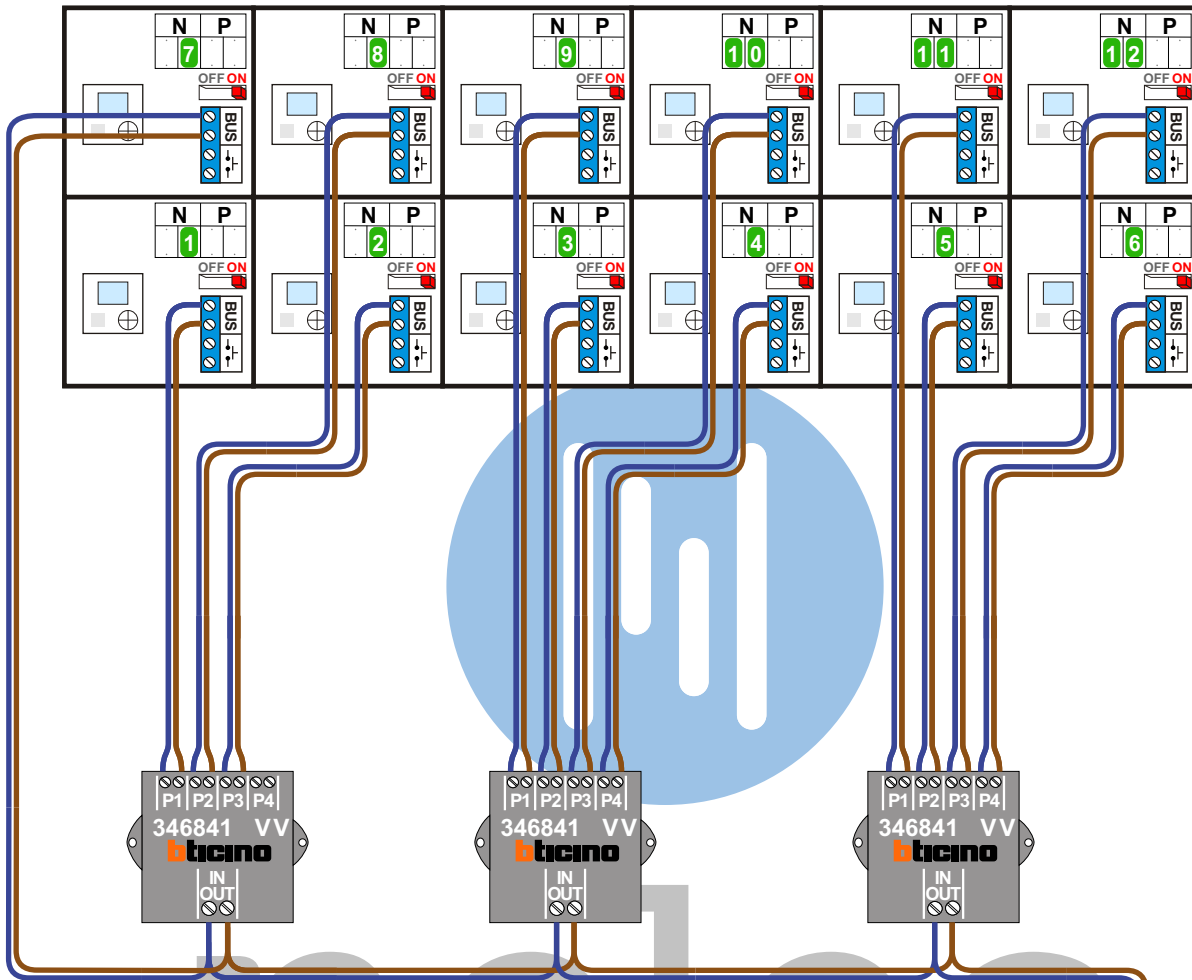 N P N P N P N P N P N P
7 8 9 10 11 12
OFF ON OFF ON OFF ON OFF ON OFF ON OFF ON
BUS BUS BUS BUS BUS BUS
N P N P N P N P N P N P
1 2 3 4 5 6
OFF ON OFF ON OFF ON OFF ON OFF ON OFF ON
BUS BUS BUS BUS BUS BUS
P1 P2 P3 P4 P1 P2 P3 P4 P1 P2 P3 P4
346841 VV 346841 VV 346841 VV
bticino bticino bticino
IN IN IN
OUT OUT OUT